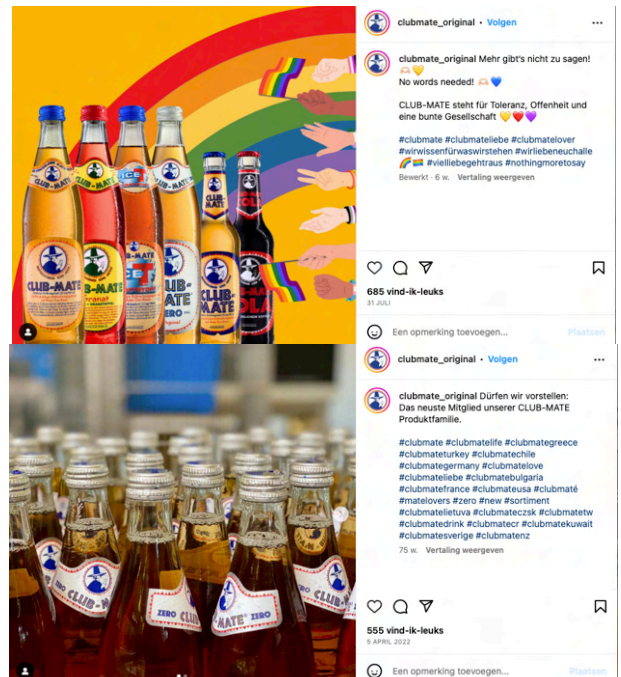 clubmate_original • Volgen
clubmate_original Mehr gibt's nicht zu sagen!
No words needed!
CLUB-MATE steht für Toleranz, Offenheit und
eine bunte Gesellschaft
#clubmate #clubmateliebe #clubmatelover
#wirwissenfürwaswirstehen #wirliebeneuchalle
#vielliebegehtraus #nothingmoretosay
Bewerkt · 6 w. Vertaling weergeven
685 vind-ik-leuks
31 JULI
Een opmerking toevoegen...
Plaatsen
CLUB-MATE
CLUB-MATE
CLUB-MATE
CLUB-MATE
CLUB-MATE
Granat
ZERO
CLUB-MATE
COLA
clubmate_original • Volgen
clubmate_original Dürfen wir vorstellen:
Das neuste Mitglied unserer CLUB-MATE
Produktfamilie.
#clubmate #clubmatelife #clubmategreece
#clubmateturkey #clubmatechile
#clubmategermany #clubmatelove
#clubmateliebe #clubmatebulgaria
#clubmatefrance #clubmateusa #clubmaté
#matelovers #zero #new #sortiment
#clubmatelietuva #clubmateczsk #clubmatetw
#clubmatedrink #clubmatecr #clubmatekuwait
#clubmatesverige #clubmatenz
75 w. Vertaling weergeven
555 vind-ik-leuks
5 APRIL 2022
Een opmerking toevoegen...
Plaatsen
CLUB-M
ZERO CLU
MATE ZERO